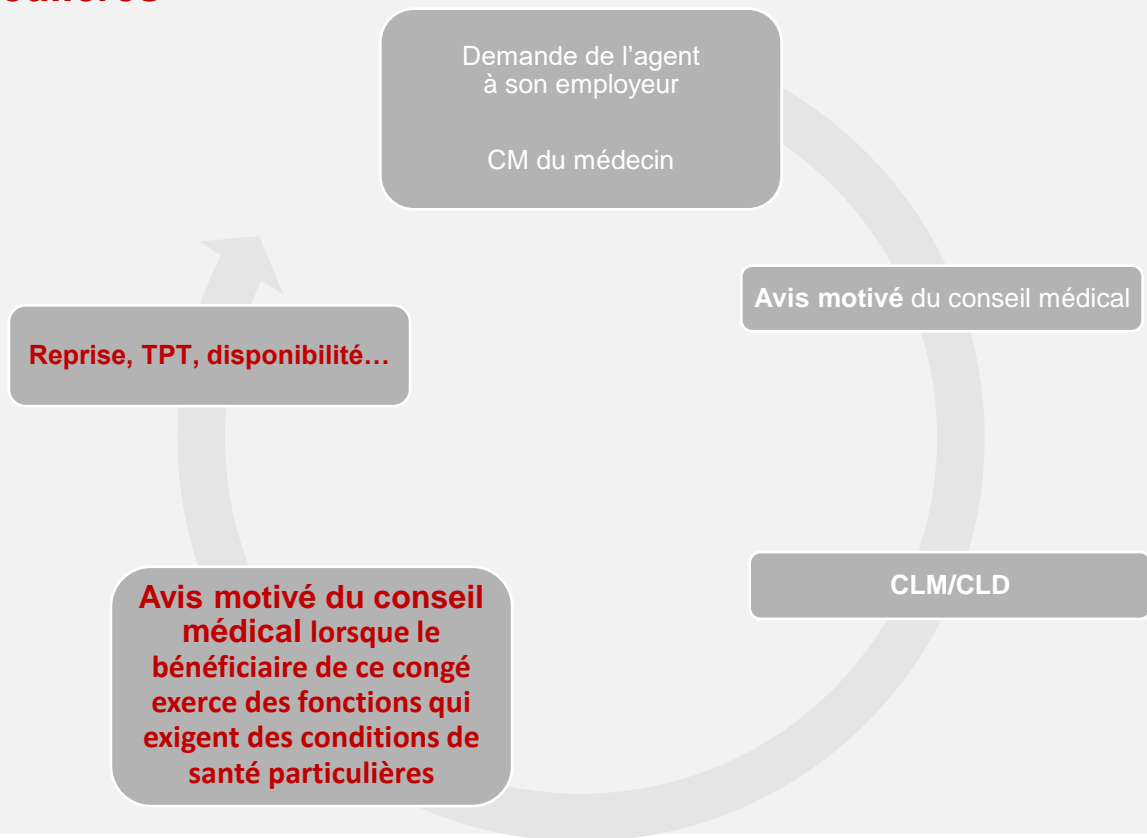 Demande de l’agent
à son employeur
CM du médecin
Avis motivé du conseil médical
CLM/CLD
Avis motivé du conseil
médical lorsque le
bénéficiaire de ce congé
exerce des fonctions qui
exigent des conditions de
santé particulières
Reprise, TPT, disponibilité…